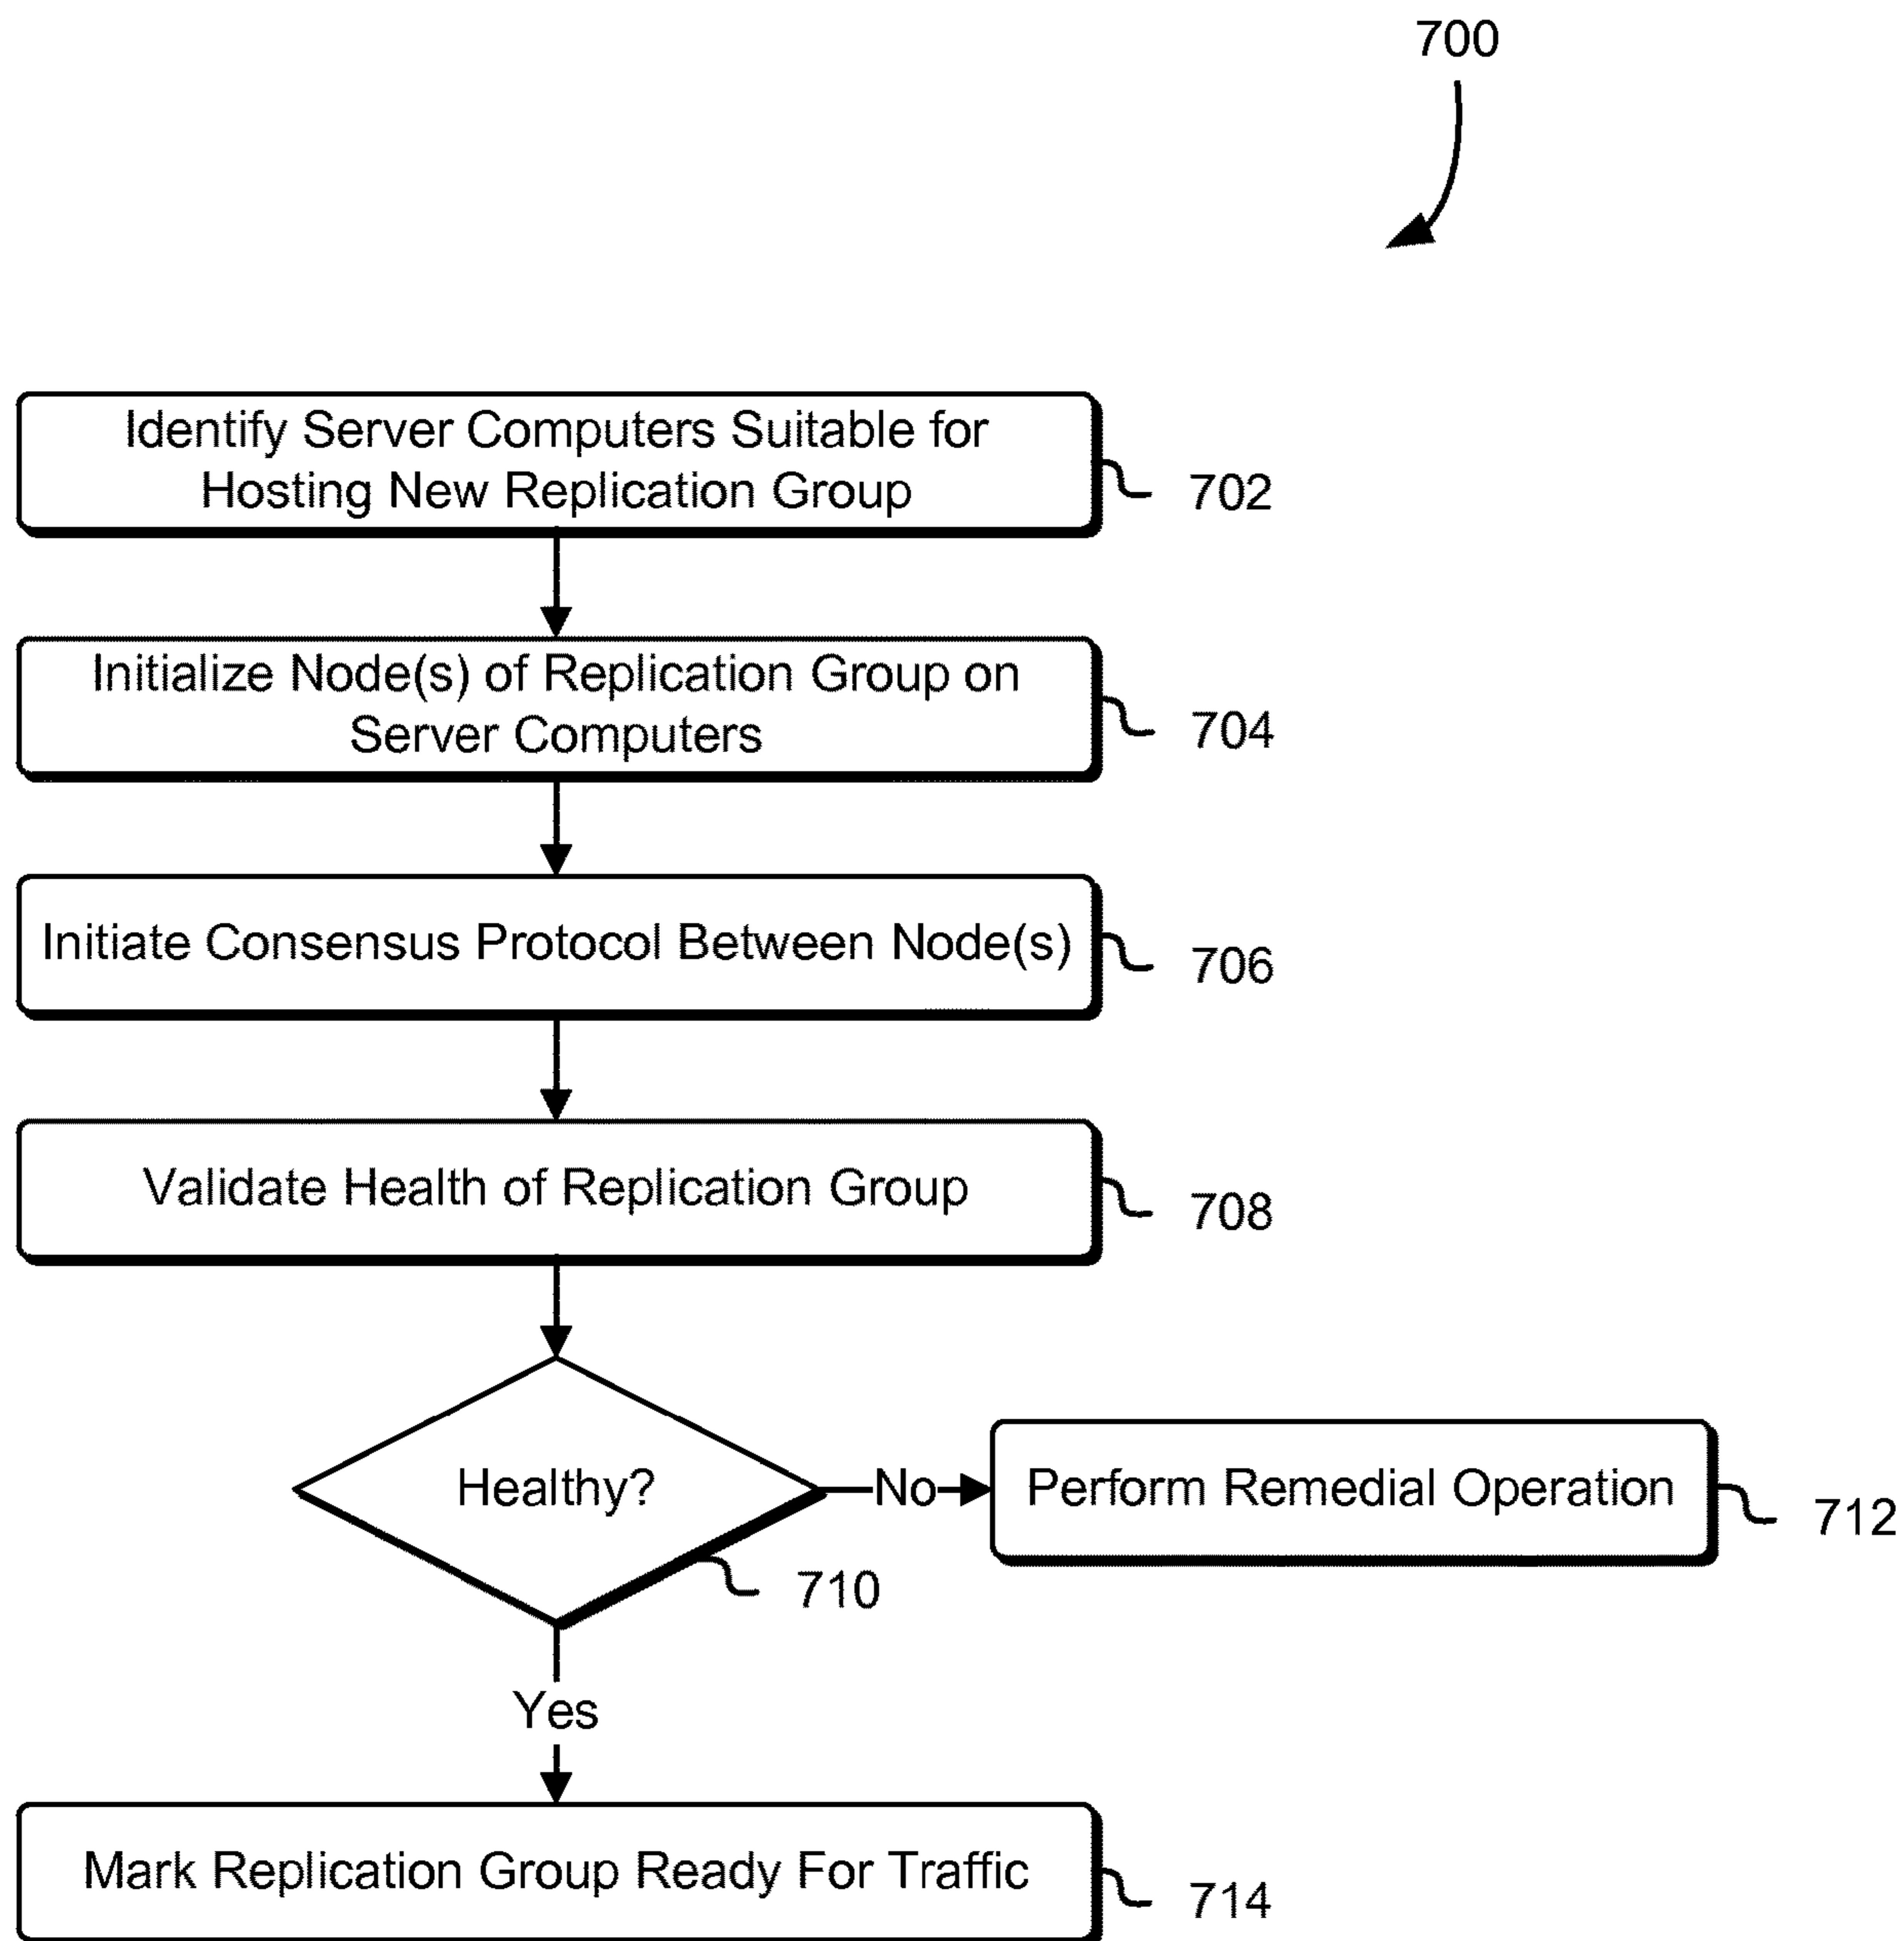 700
Identify Server Computers Suitable for
Hosting New Replication Group
702
Initialize Node(s) of Replication Group on
Server Computers
704
Initiate Consensus Protocol Between Node(s)
706
Validate Health of Replication Group
708
Healthy?
No
Perform Remedial Operation
712
710
Yes
Mark Replication Group Ready For Traffic
714